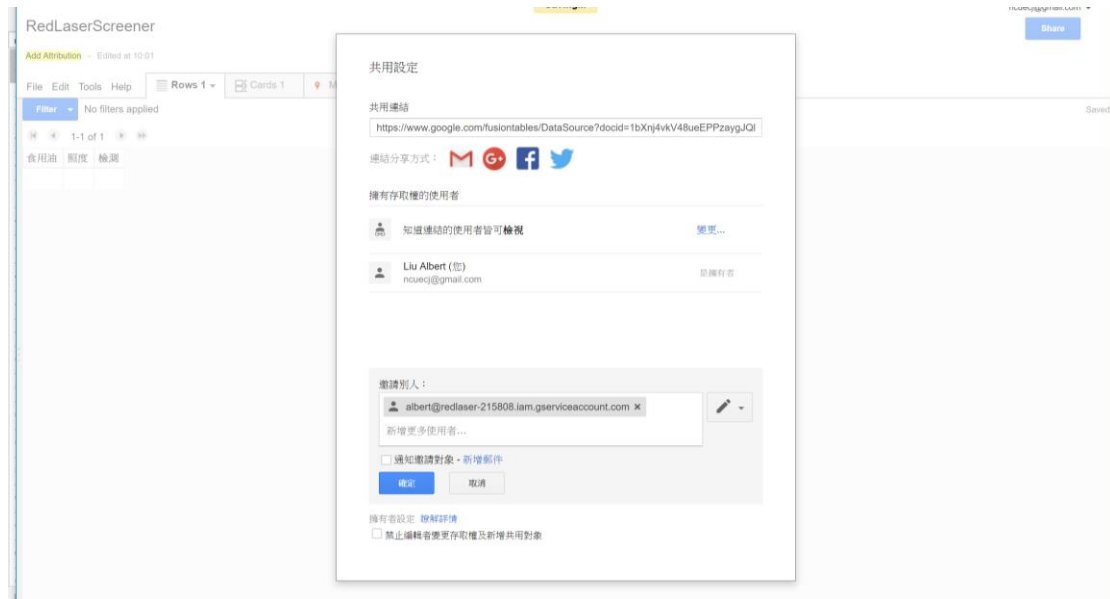 RedLaserScreener
Share
Add Attribution - Edited at 10:01
File Edit Tools Help Rows 1 Cards 1
Filter No filters applied
Saved
1-1 of 1
食用油 照度 檢測
共用設定
共用連結
https://www.google.com/fusiontables/DataSource?docid=1bXnj4vkV48ueEPPzaygJQl
連結分享方式：
擁有存取權的使用者
知道連結的使用者皆可檢視 變更...
Liu Albert (您) 是擁有者
ncuecj@gmail.com
邀請別人：
albert@redlaser-215808.iam.gserviceaccount.com ×
新增更多使用者...
通知邀請對象 - 新增郵件
確定 取消
擁有者設定 瞭解詳情
禁止編輯者變更存取權及新增共用對象